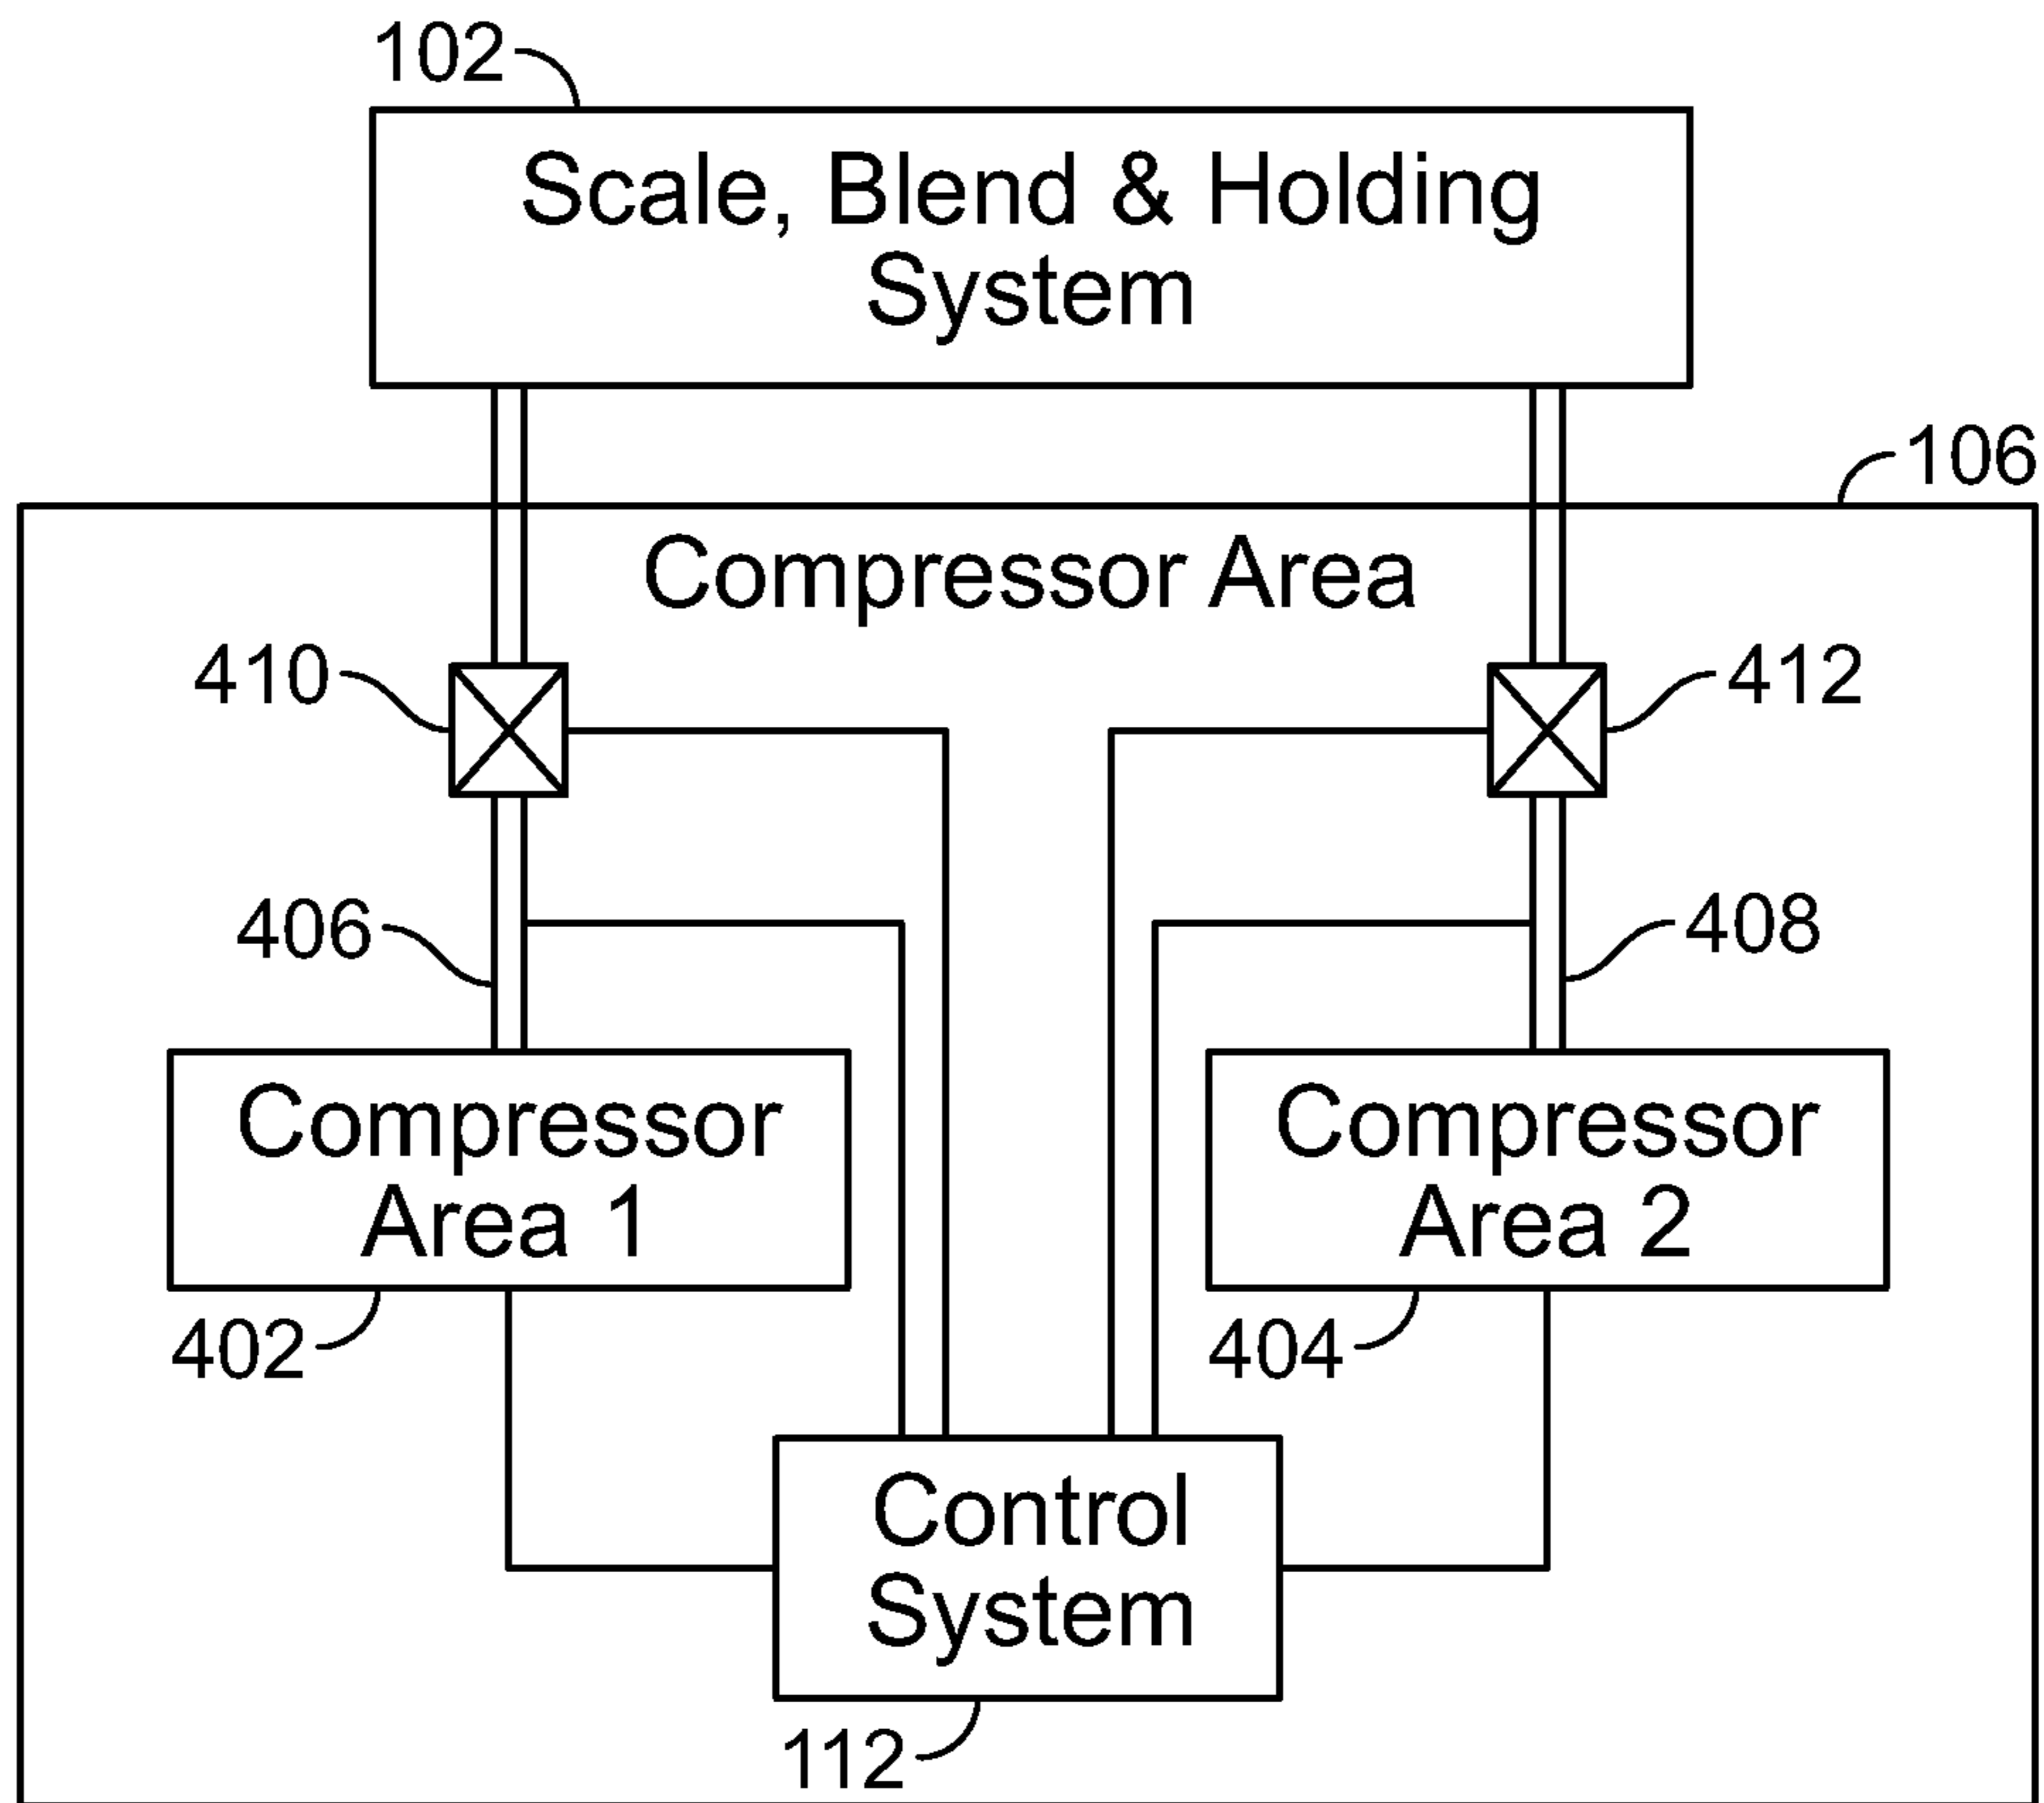 102
Scale, Blend & Holding
System
106
Compressor Area
410
412
406
408
Compressor
Area 1
Compressor
Area 2
402
404
Control
System
112